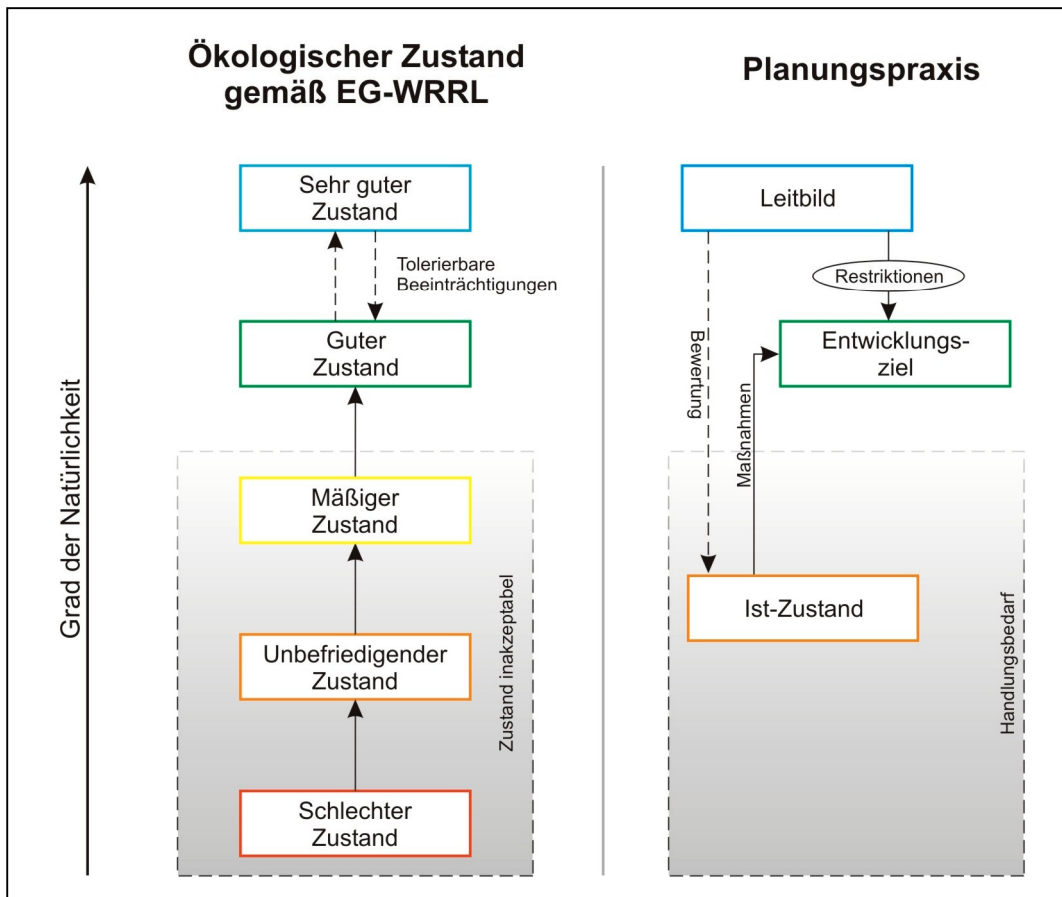 Ökologischer Zustand
gemäß EG-WRRL
Planungspraxis
Grad der Natürlichkeit
Sehr guter
Zustand
Tolerierbare
Beeinträchtigungen
Guter
Zustand
Mäßiger
Zustand
Unbefriedigender
Zustand
Schlechter
Zustand
Zustand inakzeptabel
Leitbild
Restriktionen
Entwicklungs-
ziel
Bewertung
Maßnahmen
Ist-Zustand
Handlungsbedarf